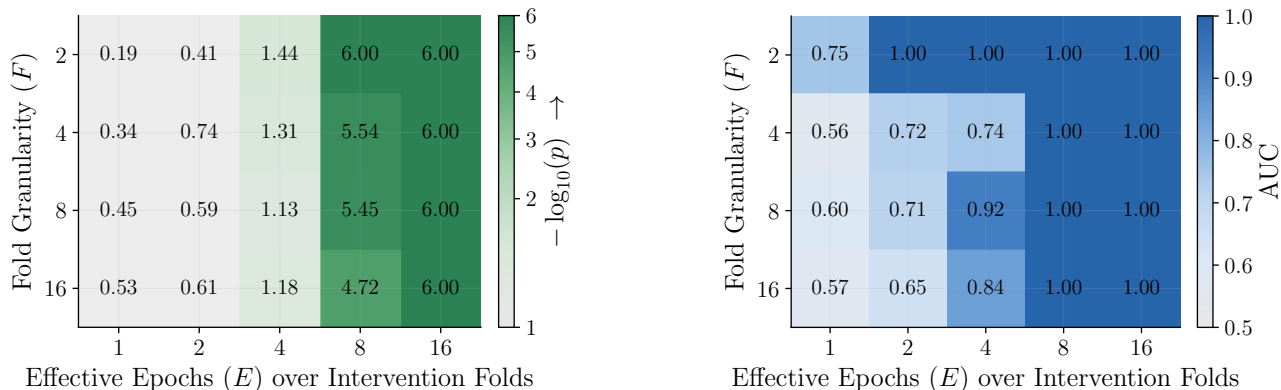 Fold Granularity (F)
2 0.19 0.41 1.44 6.00 6.00
4 0.34 0.74 1.31 5.54 6.00
8 0.45 0.59 1.13 5.45 6.00
16 0.53 0.61 1.18 4.72 6.00
1 2 4 8 16
Effective Epochs (E) over Intervention Folds
6
5
4
3
2
1
− log₁₀(p) →
Fold Granularity (F)
2 0.75 1.00 1.00 1.00 1.00
4 0.56 0.72 0.74 1.00 1.00
8 0.60 0.71 0.92 1.00 1.00
16 0.57 0.65 0.84 1.00 1.00
1 2 4 8 16
Effective Epochs (E) over Intervention Folds
1.0
0.9
0.8
0.7
0.6
0.5
AUC